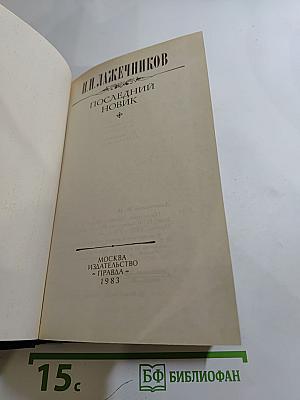 И.И.ЛАЖЕЧНИКОВ
ПОСЛЕДНИЙ
НОВИК
МОСКВА
ИЗДАТЕЛЬСТВО
«ПРАВДА»
1983
15с
БФ БИБЛИОФАН